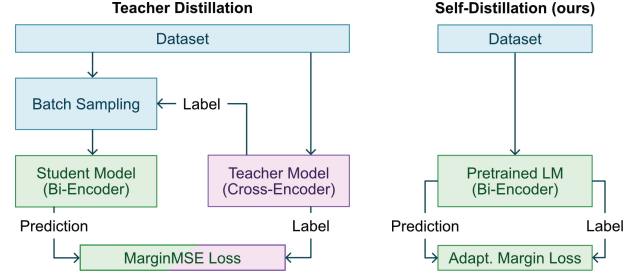 Teacher Distillation
Dataset
Batch Sampling
Label
Student Model
(Bi-Encoder)
Teacher Model
(Cross-Encoder)
Prediction
Label
MarginMSE Loss
Self-Distillation (ours)
Dataset
Pretrained LM
(Bi-Encoder)
Prediction
Label
Adapt. Margin Loss